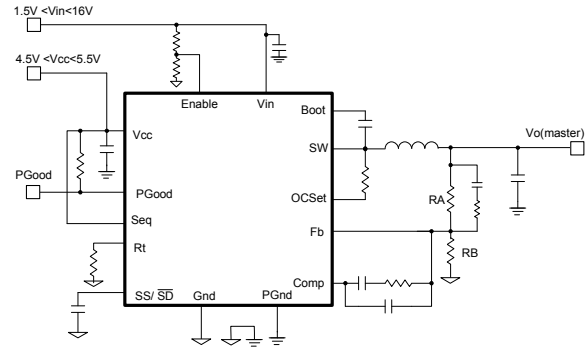 1.5V <Vin<16V
4.5V <Vcc<5.5V
Enable
Vin
Boot
Vcc
SW
Vo(master)
PGood
PGood
OCSet
RA
Seq
Rt
Fb
RB
Comp
SS/ SD
Gnd
PGnd